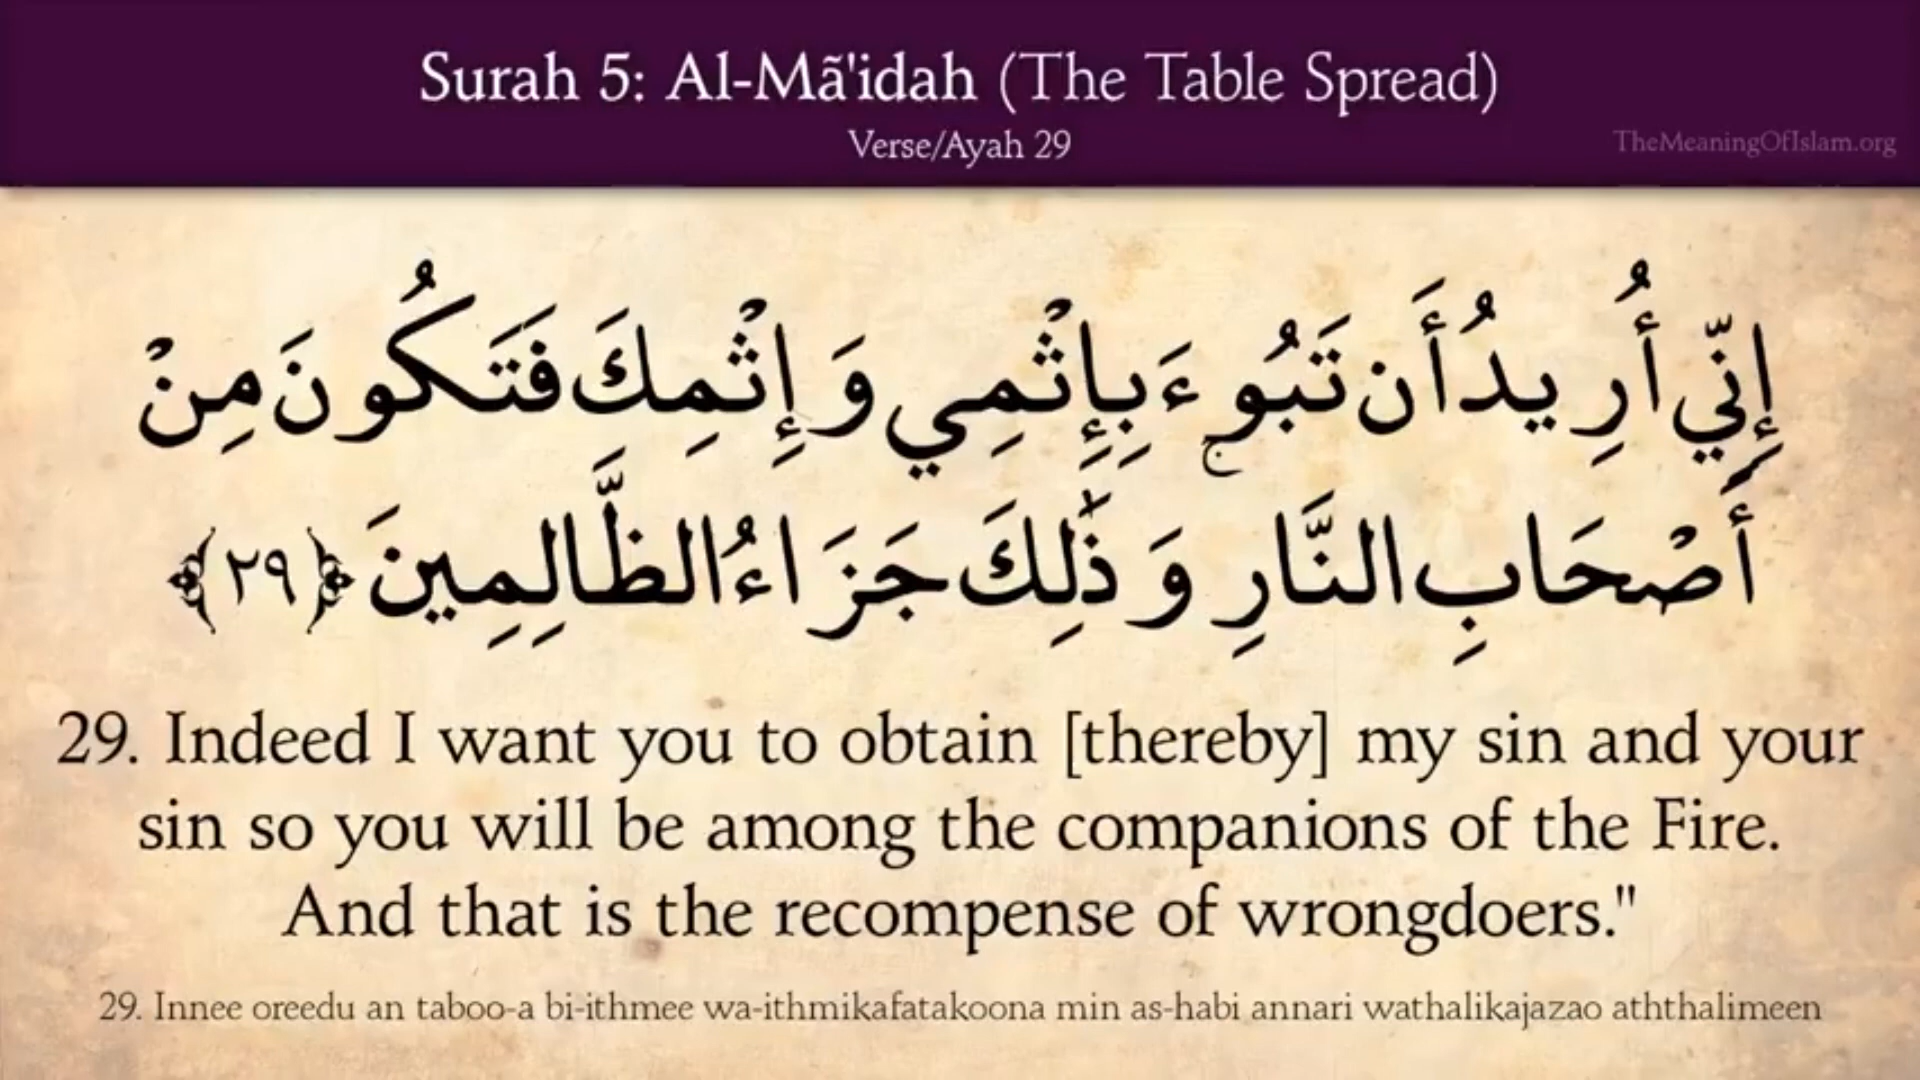 Surah 5: Al-Mã'idah (The Table Spread)
Verse/Ayah 29
TheMeaningOfIslam.org
إِنِّي أُرِيدُ أَن تَبُوءَ بِإِثْمِي وَإِثْمِكَ فَتَكُونَ مِنْ
أَصْحَابِ النَّارِ ۚ وَذَٰلِكَ جَزَاءُ الظَّالِمِينَ ﴿٢٩﴾
29. Indeed I want you to obtain [thereby] my sin and your
sin so you will be among the companions of the Fire.
And that is the recompense of wrongdoers."
29. Innee oreedu an taboo-a bi-ithmee wa-ithmikafatakoona min as-habi annari wathalikajazao aththalimeen